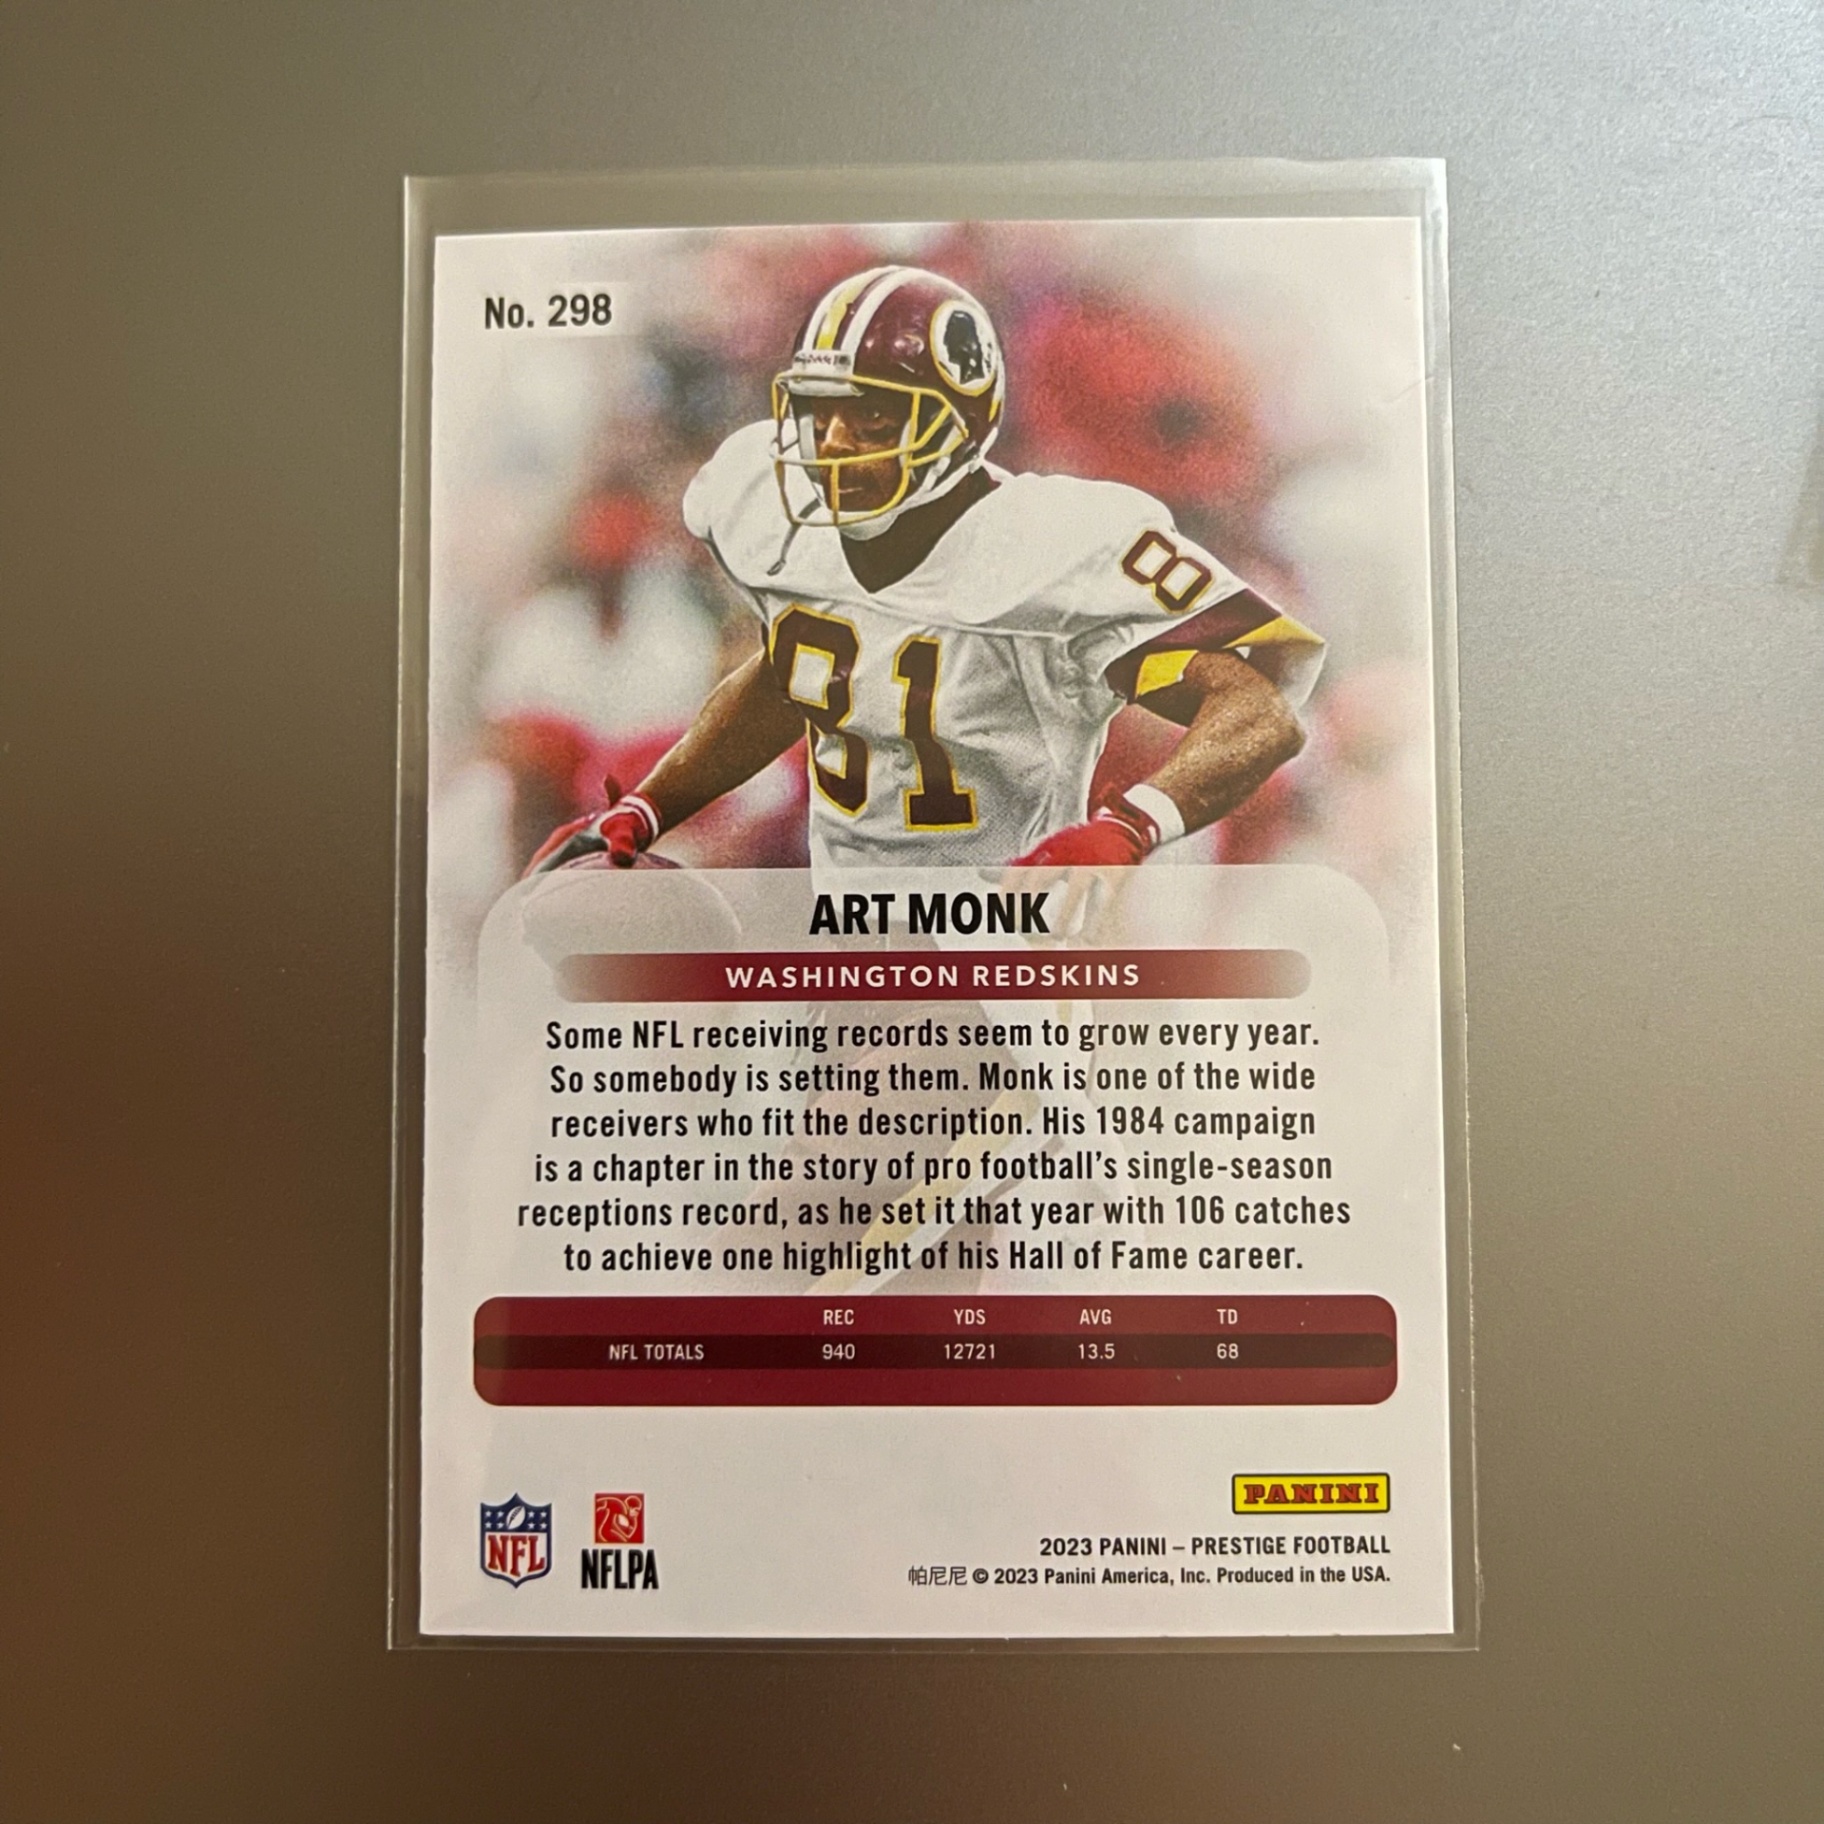 No. 298
8
81
ART MONK
WASHINGTON REDSKINS
Some NFL receiving records seem to grow every year.
So somebody is setting them. Monk is one of the wide
receivers who fit the description. His 1984 campaign
is a chapter in the story of pro football's single-season
receptions record, as he set it that year with 106 catches
to achieve one highlight of his Hall of Fame career.
REC YDS AVG TD
NFL TOTALS 940 12721 13.5 68
PANINI
NFL NFLPA
2023 PANINI – PRESTIGE FOOTBALL
帕尼尼 © 2023 Panini America, Inc. Produced in the USA.